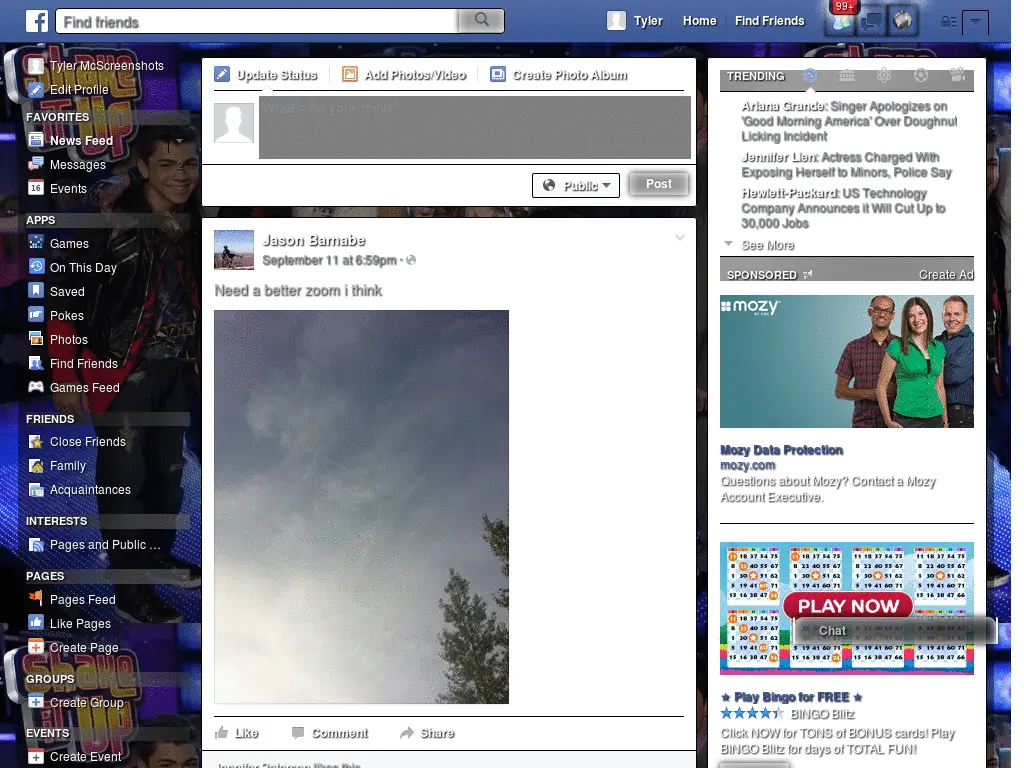 Find friends
Tyler
Home
Find Friends
99+
Tyler McScreenshots
Edit Profile
FAVORITES
News Feed
Messages
16
Events
APPS
Games
On This Day
Saved
Pokes
Photos
Find Friends
Games Feed
FRIENDS
Close Friends
Family
Acquaintances
INTERESTS
Pages and Public ...
PAGES
Pages Feed
Like Pages
Create Page
GROUPS
Create Group
EVENTS
Create Event
Update Status
Add Photos/Video
Create Photo Album
What's on your mind?
Public
Post
Jason Barnabe
September 11 at 6:59pm ·
Need a better zoom i think
Like
Comment
Share
Jennifer Peterson likes this.
TRENDING
Ariana Grande: Singer Apologizes on
'Good Morning America' Over Doughnut
Licking Incident
Jennifer Lien: Actress Charged With
Exposing Herself to Minors, Police Say
Hewlett-Packard: US Technology
Company Announces it Will Cut Up to
30,000 Jobs
See More
SPONSORED
Create Ad
mozy
Mozy Data Protection
mozy.com
Questions about Mozy? Contact a Mozy
Account Executive.
PLAY NOW
Chat
★ Play Bingo for FREE ★
BINGO Blitz
Click NOW for TONS of BONUS cards! Play
BINGO Blitz for days of TOTAL FUN!